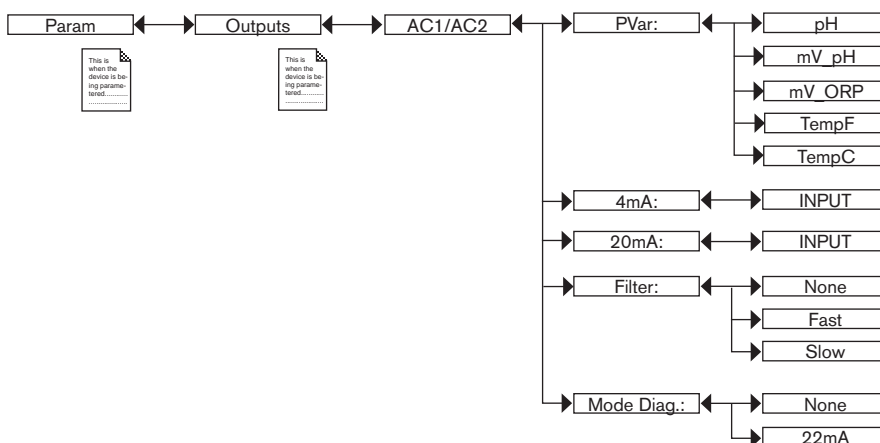 Param Outputs AC1/AC2 PVar: pH
mV_pH
mV_ORP
TempF
TempC
This is
when the
device is be-
ing parame-
tered............
......................
This is
when the
device is be-
ing parame-
tered............
......................
4mA: INPUT
20mA: INPUT
Filter: None
Fast
Slow
Mode Diag.: None
22mA